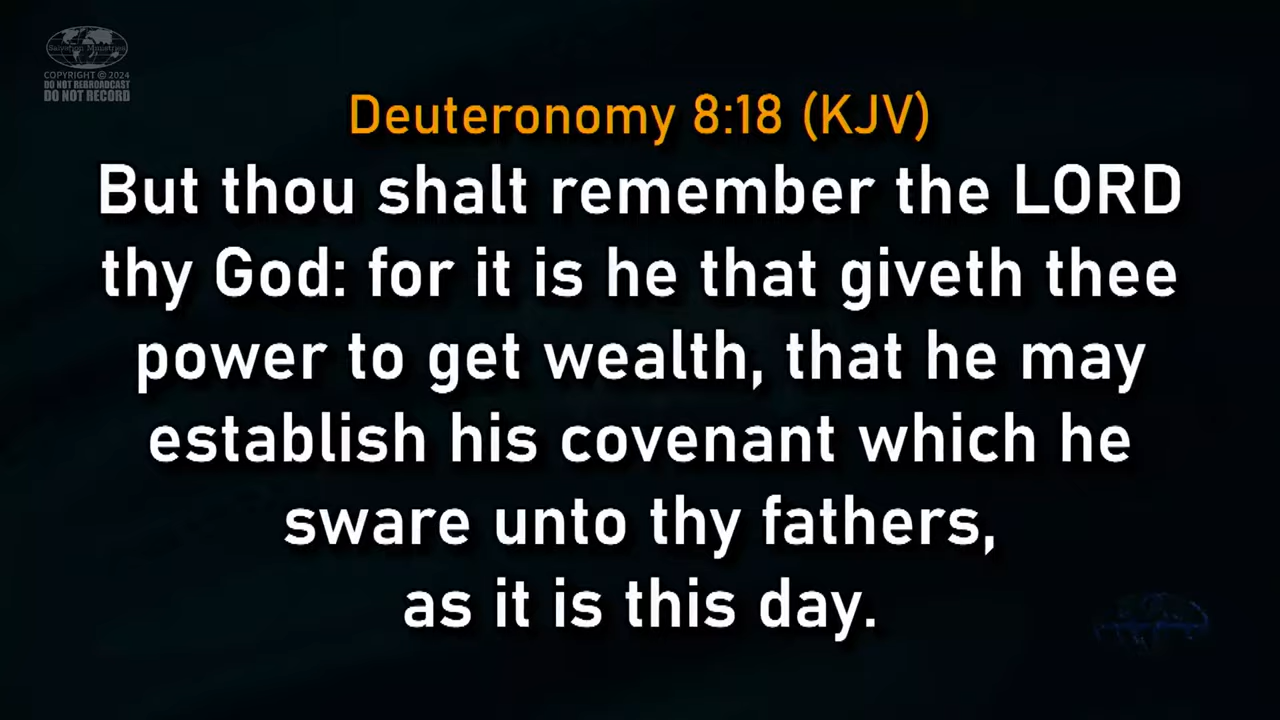 Salvation Ministries
COPYRIGHT © 2024
DO NOT REBROADCAST
DO NOT RECORD
Deuteronomy 8:18 (KJV)
But thou shalt remember the LORD
thy God: for it is he that giveth thee
power to get wealth, that he may
establish his covenant which he
sware unto thy fathers,
as it is this day.